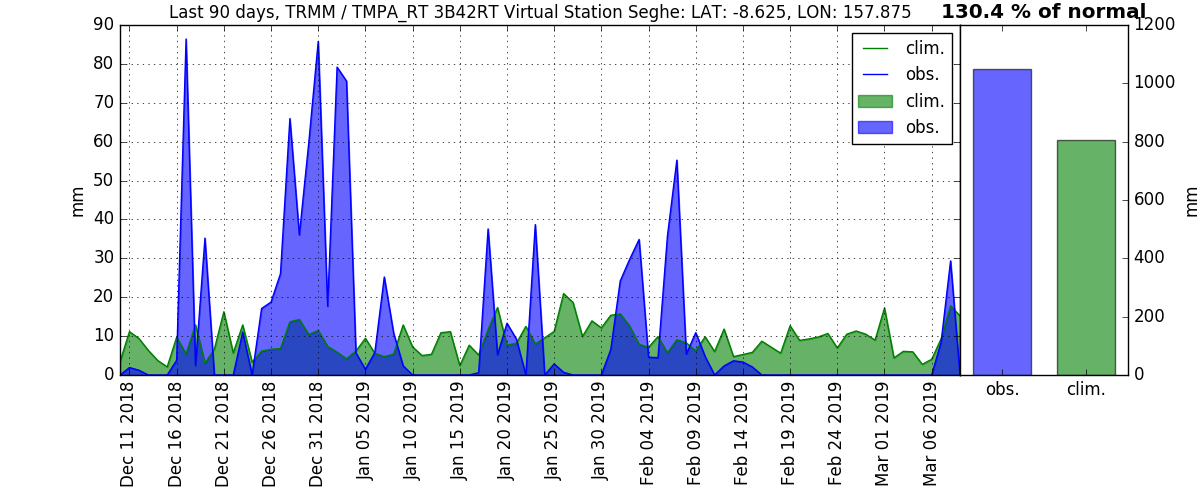 Last 90 days, TRMM / TMPA_RT 3B42RT Virtual Station Seghe: LAT: -8.625, LON: 157.875
130.4 % of normal
90
80
70
60
50
40
30
20
10
0
mm
clim.
obs.
clim.
obs.
1200
1000
800
600
400
200
0
mm
obs.
clim.
Dec 11 2018
Dec 16 2018
Dec 21 2018
Dec 26 2018
Dec 31 2018
Jan 05 2019
Jan 10 2019
Jan 15 2019
Jan 20 2019
Jan 25 2019
Jan 30 2019
Feb 04 2019
Feb 09 2019
Feb 14 2019
Feb 19 2019
Feb 24 2019
Mar 01 2019
Mar 06 2019